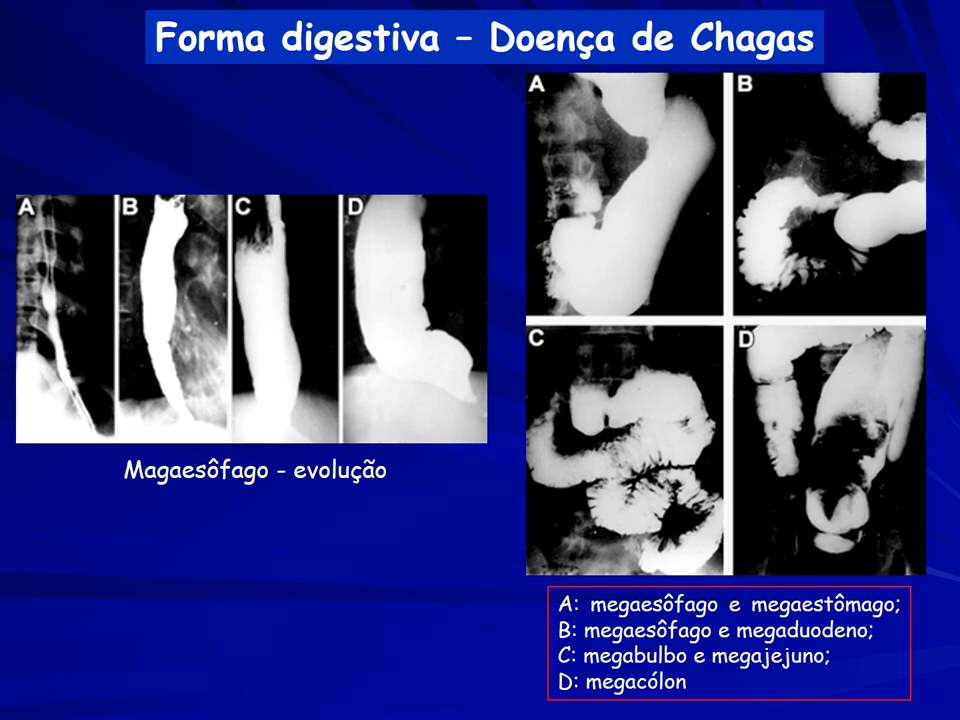 Forma digestiva – Doença de Chagas
A B C D
Magaesôfago - evolução
A B
C D
A: megaesôfago e megaestômago;
B: megaesôfago e megaduodeno;
C: megabulbo e megajejuno;
D: megacólon